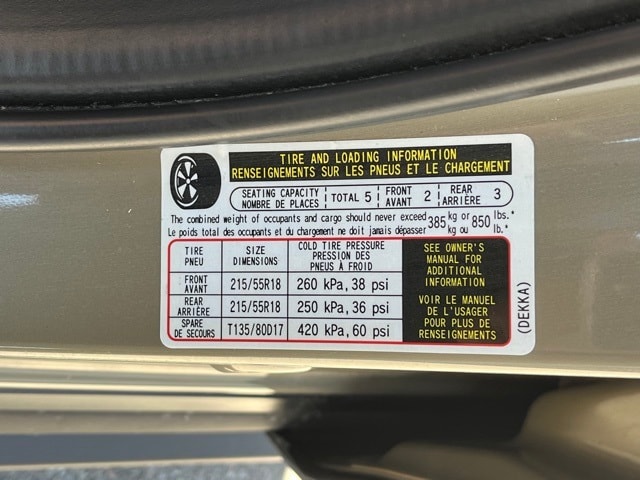 TIRE AND LOADING INFORMATION
RENSEIGNEMENTS SUR LES PNEUS ET LE CHARGEMENT
SEATING CAPACITY
NOMBRE DE PLACES
TOTAL 5
FRONT
AVANT
2
REAR
ARRIÈRE
3
The combined weight of occupants and cargo should never exceed
Le poids total des occupants et du chargement ne doit jamais dépasser
385
kg or
kg ou
850
lbs.*
lb.*
TIRE
PNEU
SIZE
DIMENSIONS
COLD TIRE PRESSURE
PRESSION DES
PNEUS À FROID
FRONT
AVANT
215/55R18
260 kPa, 38 psi
REAR
ARRIÈRE
215/55R18
250 kPa, 36 psi
SPARE
DE SECOURS
T135/80D17
420 kPa, 60 psi
SEE OWNER'S
MANUAL FOR
ADDITIONAL
INFORMATION
VOIR LE MANUEL
DE L'USAGER
POUR PLUS DE
RENSEIGNEMENTS
(DEKKA)